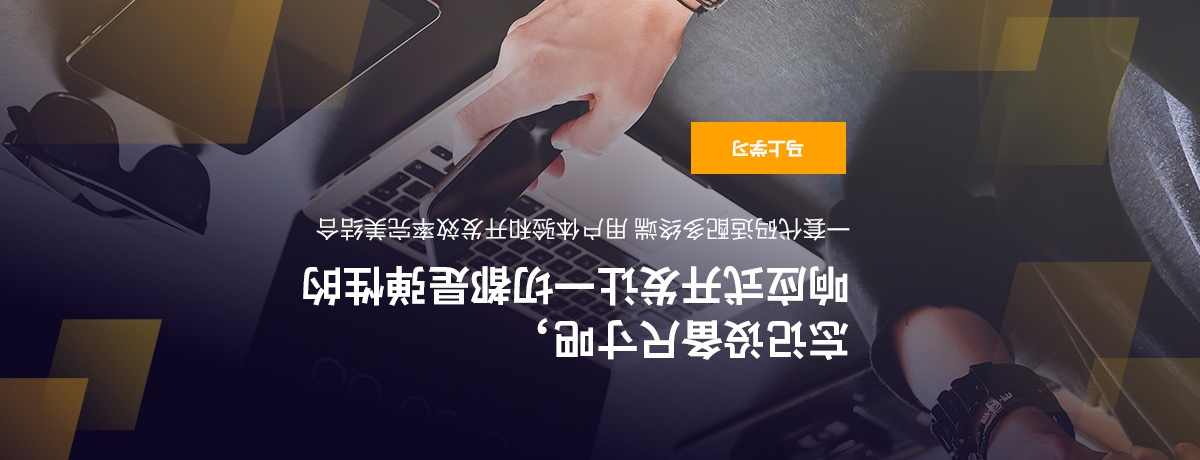 忘记设备尺寸吧，
响应式开发让一切都是弹性的
一套代码适配多终端 用户体验和开发效率完美结合
马上学习